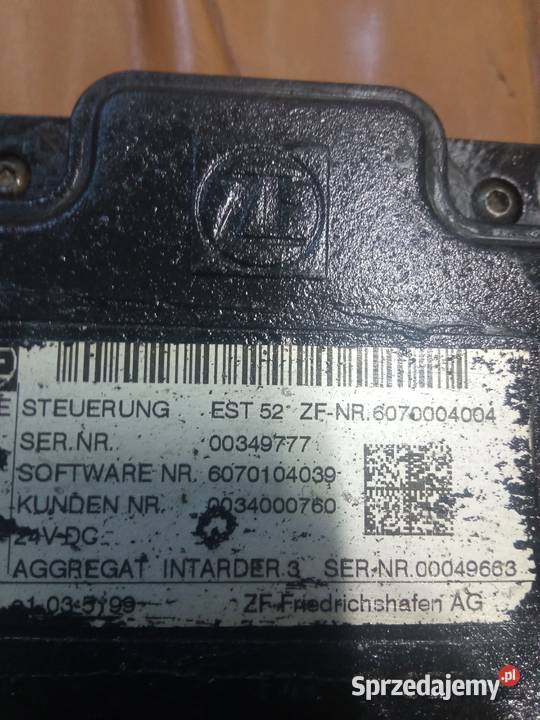 ZF
E STEUERUNG EST 52 ZF-NR.6070004004
SER.NR. 00349777
SOFTWARE NR. 6070104039
KUNDEN NR. 0034000760
24V-DC
AGGREGAT INTARDER 3 SER-NR.00049663
ZF Friedrichshafen AG
Sprzedajemy.pl